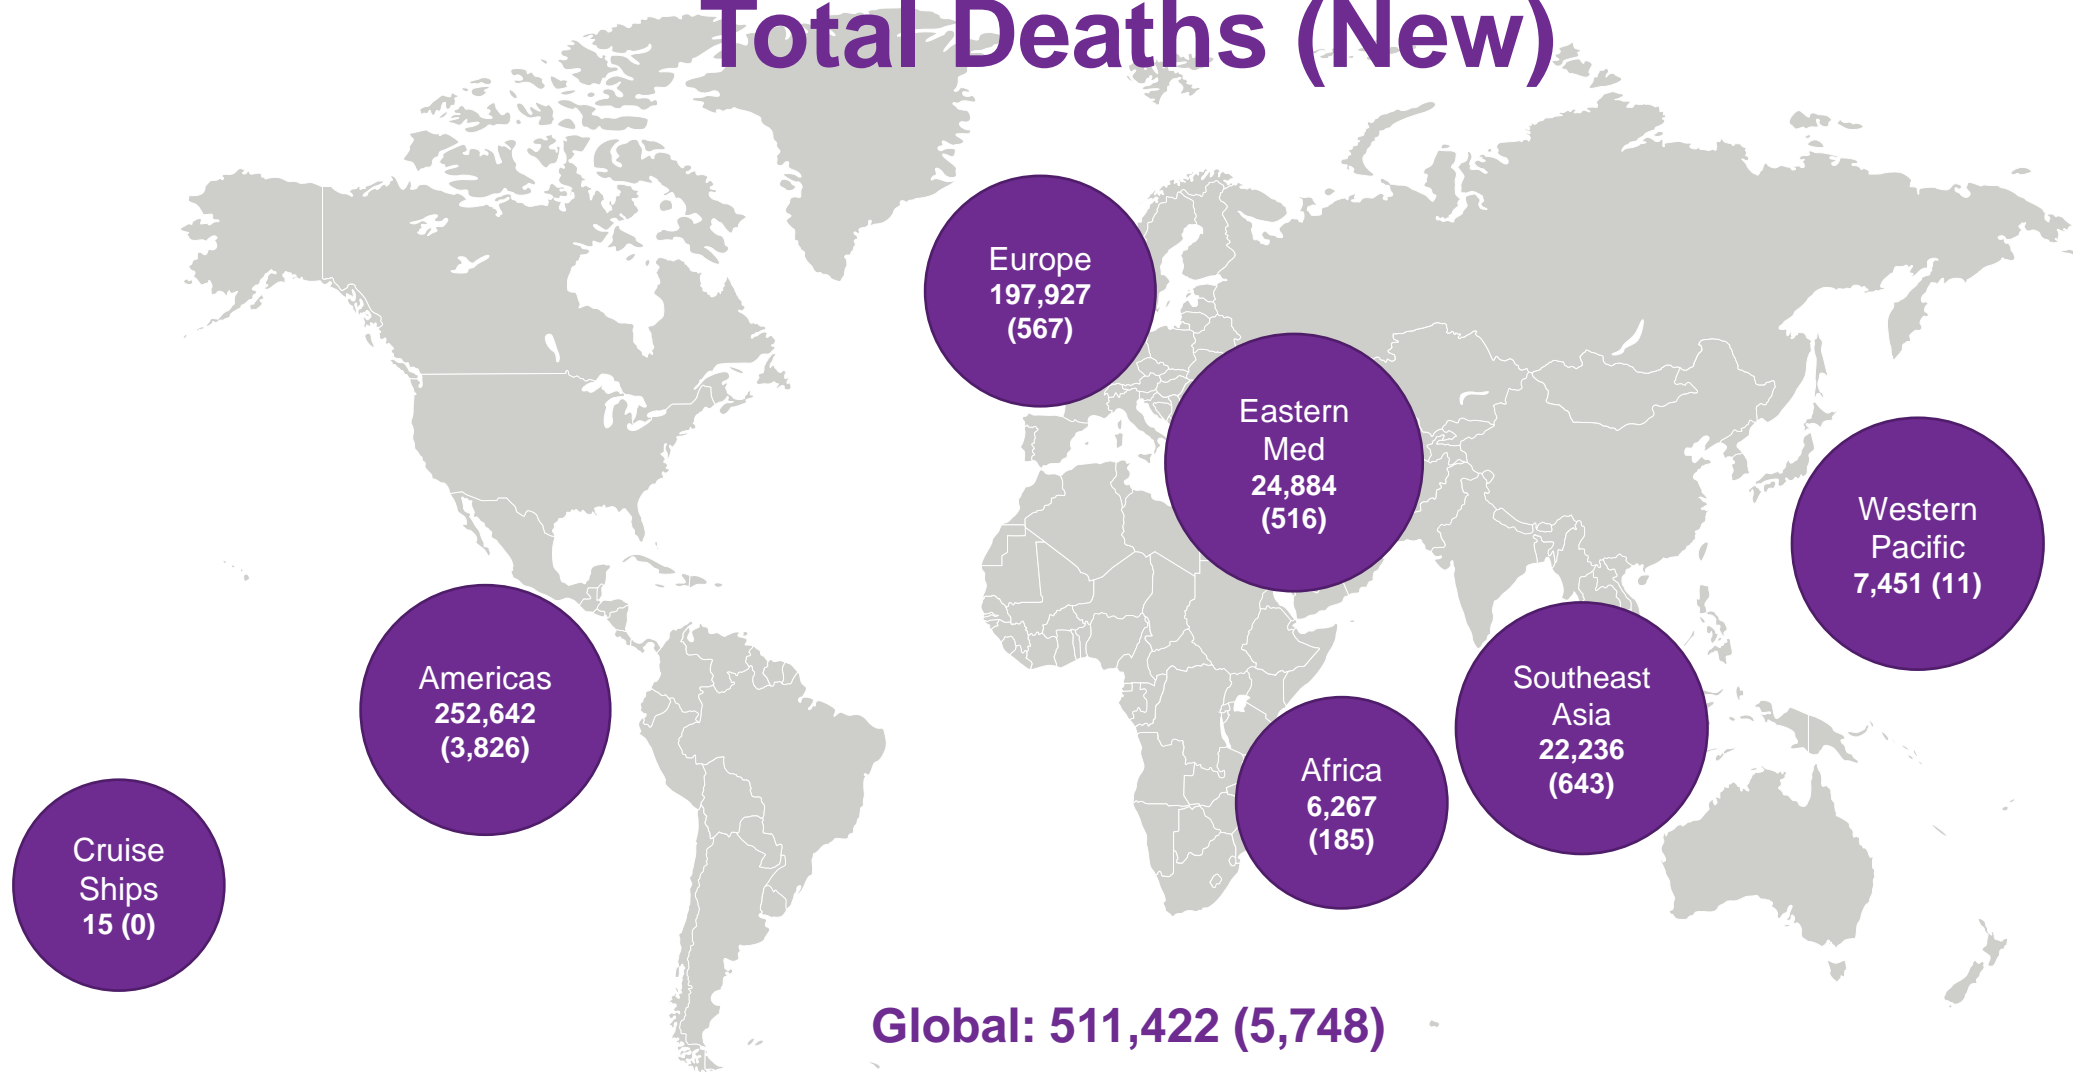 Total Deaths (New)
Europe
197,927
(567)
Eastern
Med
24,884
(516)
Western
Pacific
7,451 (11)
Americas
252,642
(3,826)
Southeast
Asia
22,236
(643)
Africa
6,267
(185)
Cruise
Ships
15 (0)
Global: 511,422 (5,748)